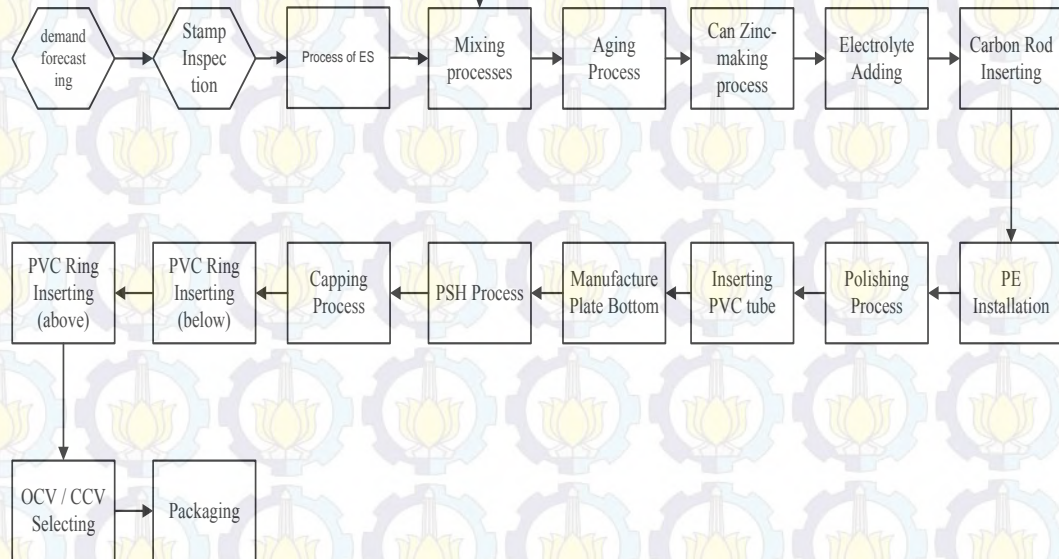 demand
forecast
ing
Stamp
Inspec
tion
Process of ES
Mixing
processes
Aging
Process
Can Zinc-
making
process
Electrolyte
Adding
Carbon Rod
Inserting
PVC Ring
Inserting
(above)
PVC Ring
Inserting
(below)
Capping
Process
PSH Process
Manufacture
Plate Bottom
Inserting
PVC tube
Polishing
Process
PE
Installation
OCV / CCV
Selecting
Packaging